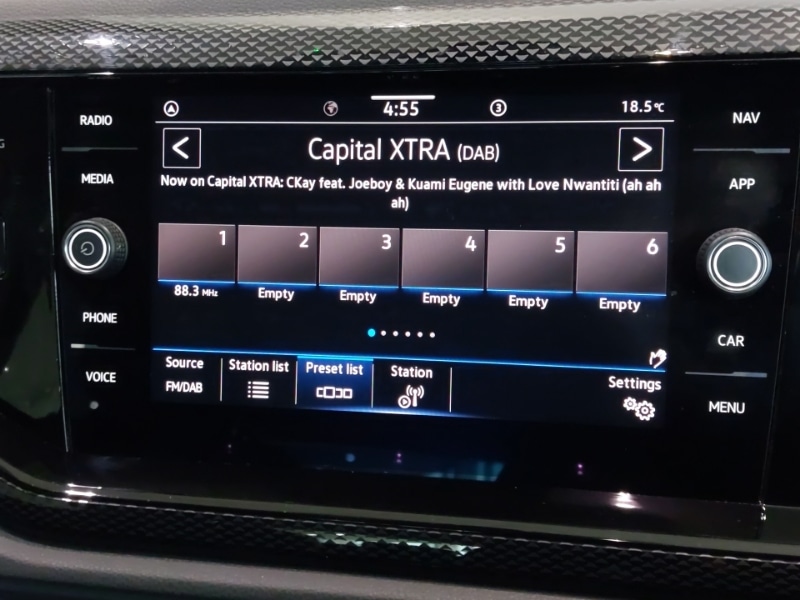 RADIO
MEDIA
PHONE
VOICE
4:55
3
18.5°C
Capital XTRA (DAB)
Now on Capital XTRA: CKay feat. Joeboy & Kuami Eugene with Love Nwantiti (ah ah
ah)
1 2 3 4 5 6
88.3 MHz Empty Empty Empty Empty Empty
Source Station list Preset list Station Settings
FM/DAB
NAV
APP
CAR
MENU